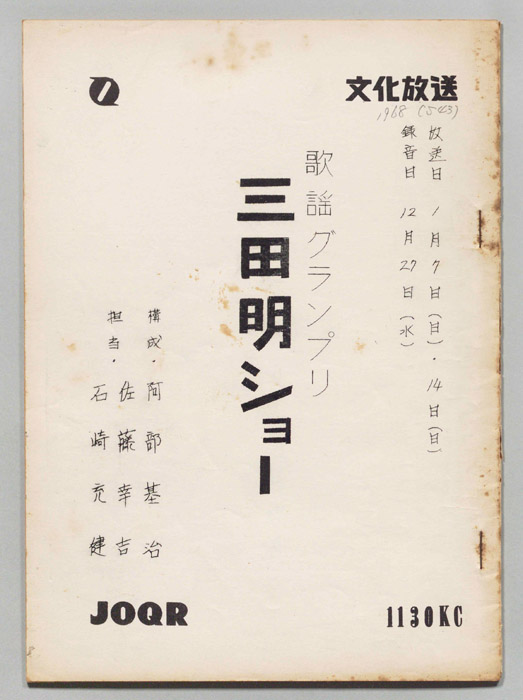 文化放送
1968 (S43)
放送日 1月7日(日)・14日(日)
録音日 12月27日(水)
歌謡グランプリ
三田明ショー
構成・阿部基治
担当・佐藤幸吉
石崎充健
JOQR
1130KC